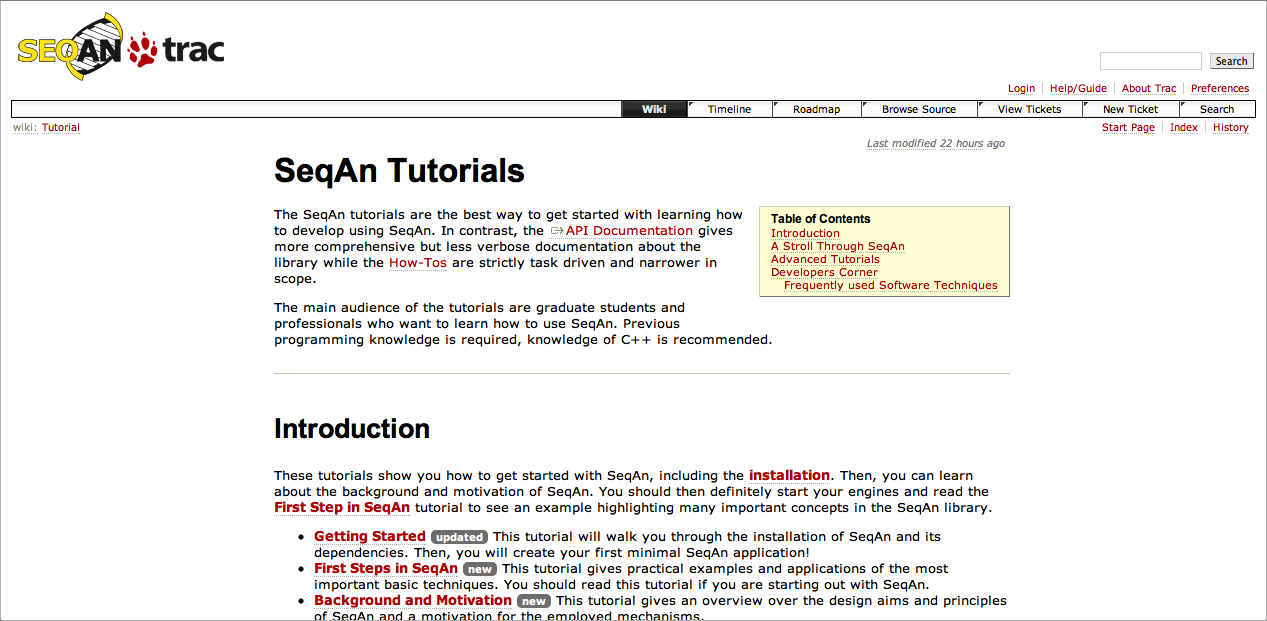 SEQAN trac
Search
Login Help/Guide About Trac Preferences
Wiki Timeline Roadmap Browse Source View Tickets New Ticket Search
wiki: Tutorial Start Page Index History
Last modified 22 hours ago
SeqAn Tutorials
The SeqAn tutorials are the best way to get started with learning how
to develop using SeqAn. In contrast, the API Documentation gives
more comprehensive but less verbose documentation about the
library while the How-Tos are strictly task driven and narrower in
scope.
Table of Contents
Introduction
A Stroll Through SeqAn
Advanced Tutorials
Developers Corner
Frequently used Software Techniques
The main audience of the tutorials are graduate students and
professionals who want to learn how to use SeqAn. Previous
programming knowledge is required, knowledge of C++ is recommended.
Introduction
These tutorials show you how to get started with SeqAn, including the installation. Then, you can learn
about the background and motivation of SeqAn. You should then definitely start your engines and read the
First Step in SeqAn tutorial to see an example highlighting many important concepts in the SeqAn library.
• Getting Started updated This tutorial will walk you through the installation of SeqAn and its
dependencies. Then, you will create your first minimal SeqAn application!
• First Steps in SeqAn new This tutorial gives practical examples and applications of the most
important basic techniques. You should read this tutorial if you are starting out with SeqAn.
• Background and Motivation new This tutorial gives an overview over the design aims and principles
of SeqAn and a motivation for the employed mechanisms.